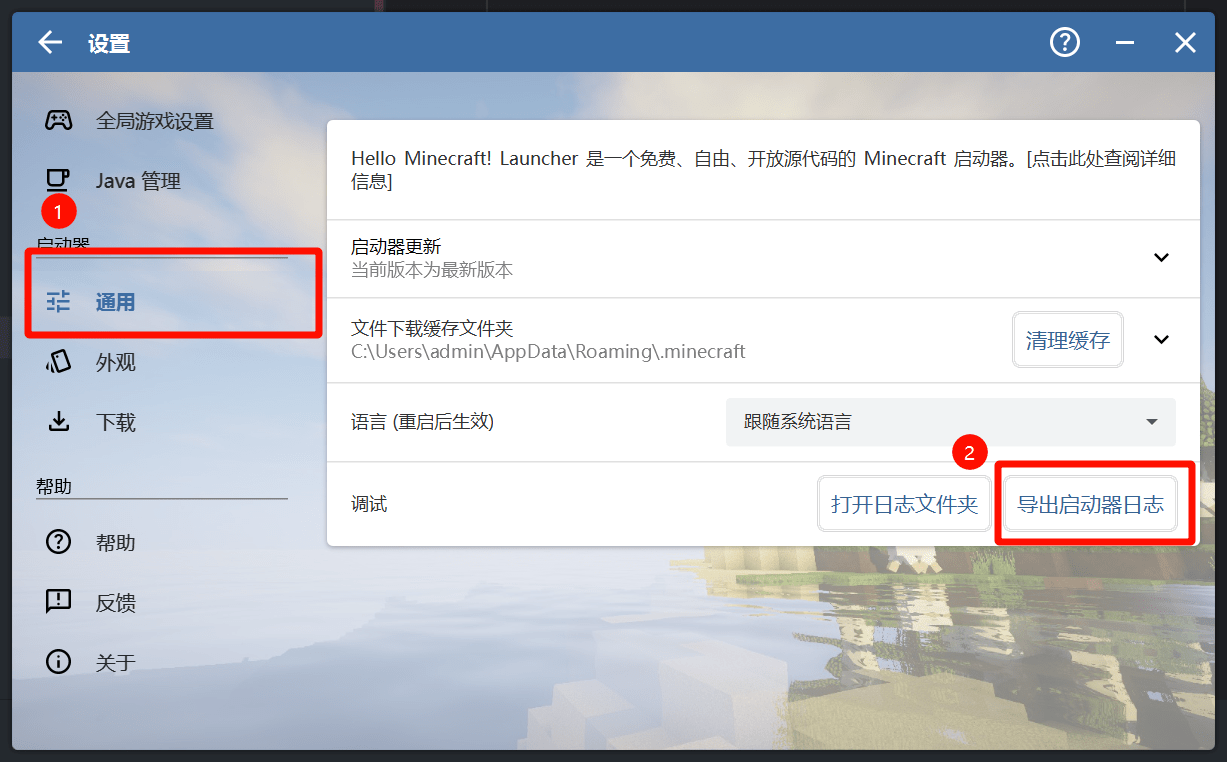 设置
全局游戏设置
Java 管理
1
启动器
通用
外观
下载
帮助
帮助
反馈
关于
Hello Minecraft! Launcher 是一个免费、自由、开放源代码的 Minecraft 启动器。[点击此处查阅详细
信息]
启动器更新
当前版本为最新版本
文件下载缓存文件夹
C:\Users\admin\AppData\Roaming\.minecraft
清理缓存
语言 (重启后生效)
跟随系统语言
2
调试
打开日志文件夹
导出启动器日志